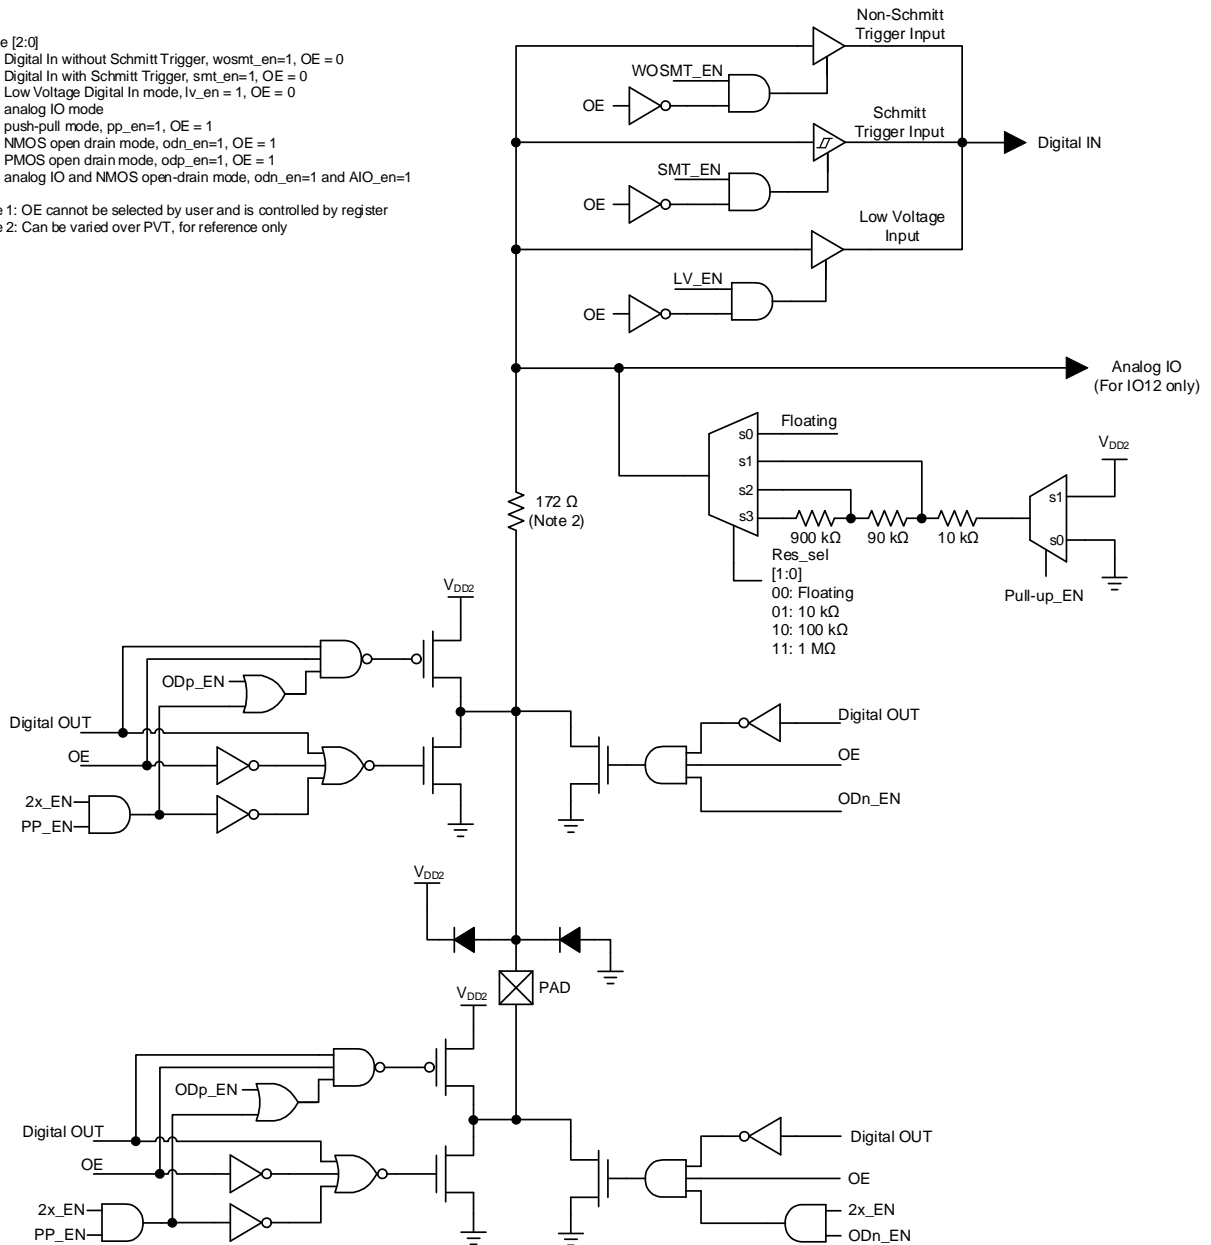 e [2:0]
Digital In without Schmitt Trigger, wosmt_en=1, OE = 0
Digital In with Schmitt Trigger, smt_en=1, OE = 0
Low Voltage Digital In mode, lv_en = 1, OE = 0
analog IO mode
push-pull mode, pp_en=1, OE = 1
NMOS open drain mode, odn_en=1, OE = 1
PMOS open drain mode, odp_en=1, OE = 1
analog IO and NMOS open-drain mode, odn_en=1 and AIO_en=1
e 1: OE cannot be selected by user and is controlled by register
e 2: Can be varied over PVT, for reference only
Non-Schmitt
Trigger Input
WOSMT_EN
OE
Schmitt
Trigger Input
Digital IN
SMT_EN
OE
Low Voltage
Input
LV_EN
OE
Analog IO
(For IO12 only)
Floating
s0
s1
s2
s3
VDD2
s1
s0
172 Ω
(Note 2)
900 kΩ
90 kΩ
10 kΩ
Res_sel
[1:0]
00: Floating
01: 10 kΩ
10: 100 kΩ
11: 1 MΩ
Pull-up_EN
VDD2
ODp_EN
Digital OUT
OE
2x_EN
PP_EN
Digital OUT
OE
ODn_EN
VDD2
PAD
VDD2
ODp_EN
Digital OUT
OE
2x_EN
PP_EN
Digital OUT
OE
2x_EN
ODn_EN